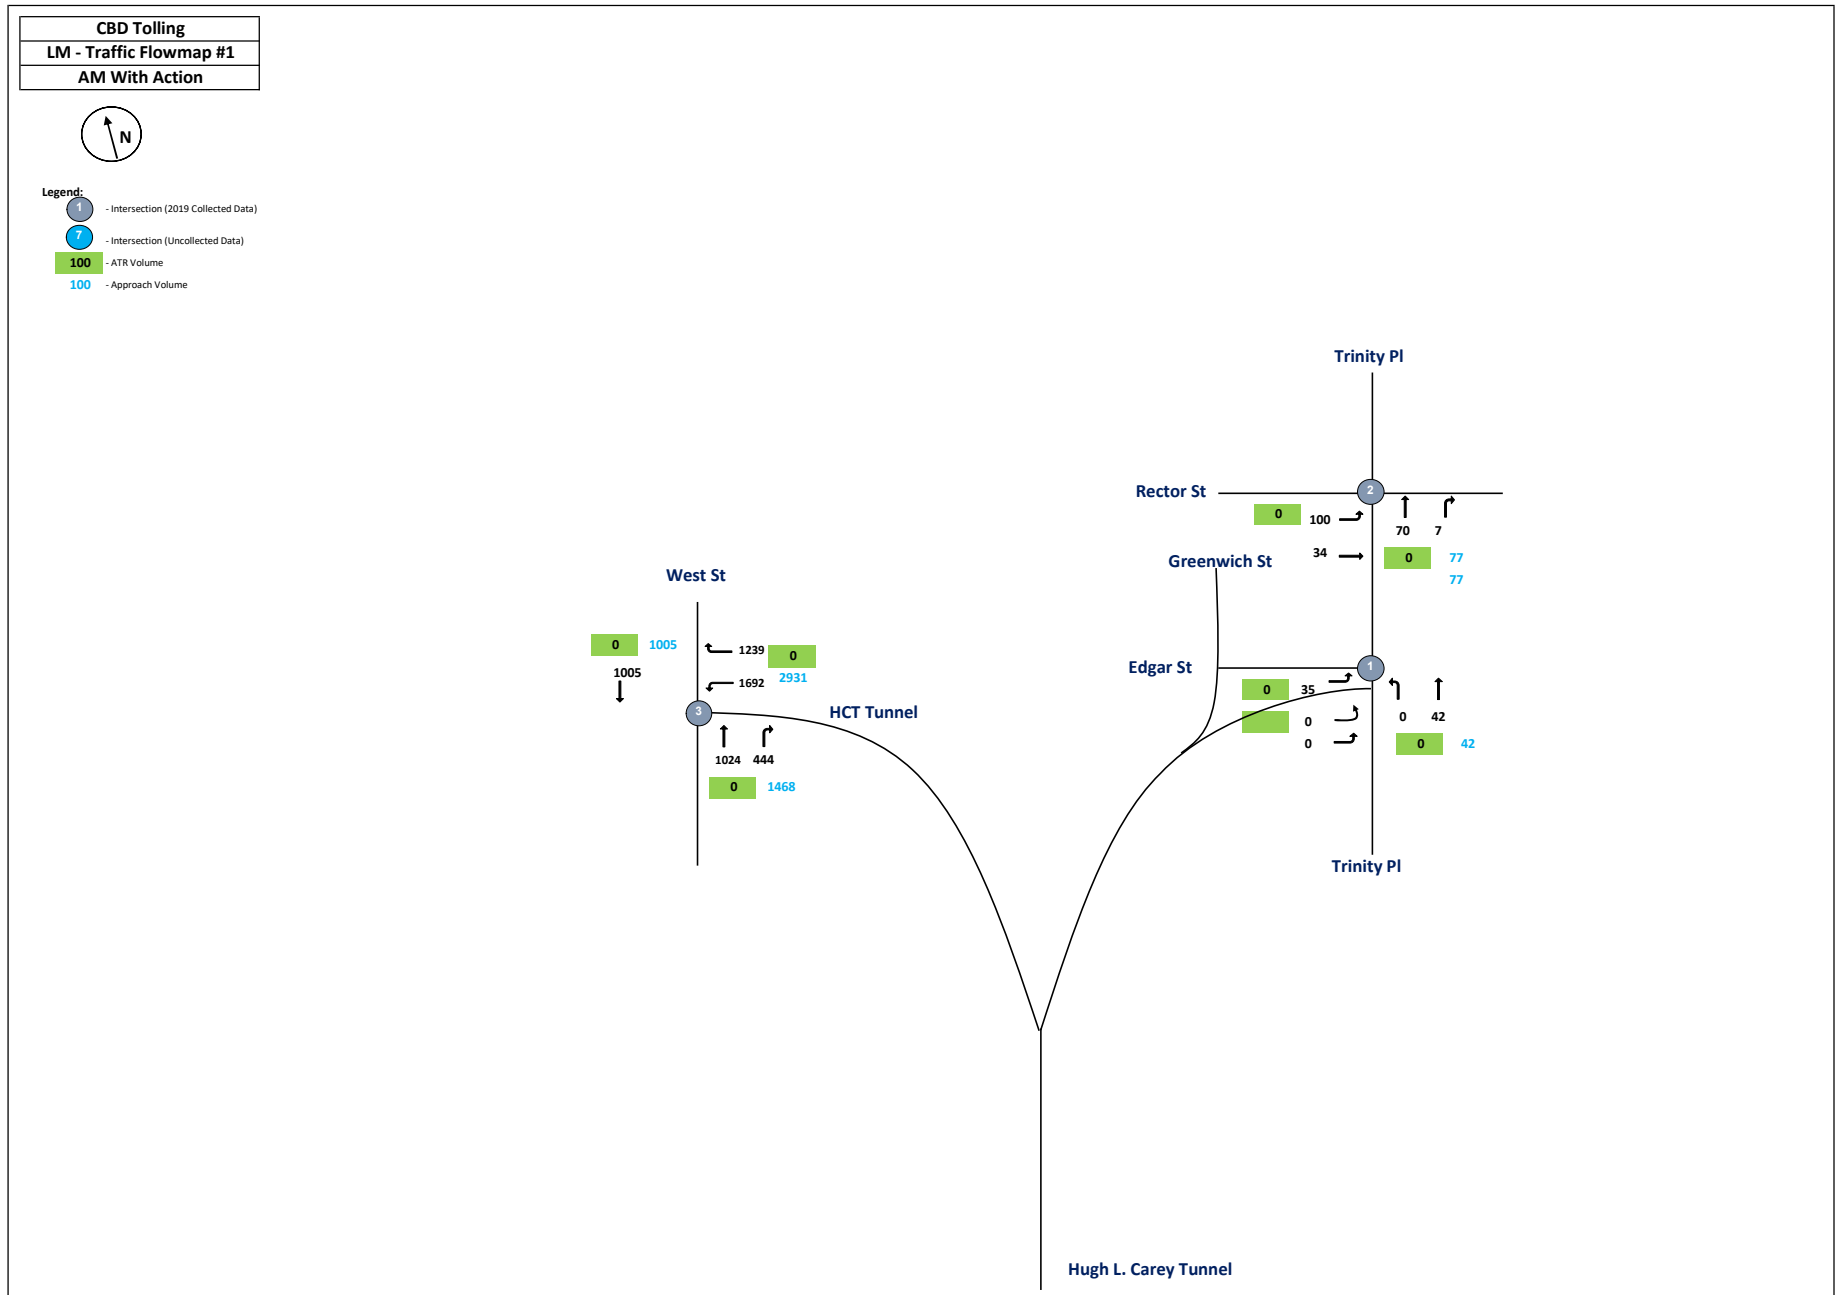 CBD Tolling
LM - Traffic Flowmap #1
AM With Action
N
Legend:
1 - Intersection (2019 Collected Data)
7 - Intersection (Uncollected Data)
100 - ATR Volume
100 - Approach Volume
Trinity Pl
Rector St
2
0 100
70 7
34
0 77
77
Greenwich St
West St
0 1005
1239 0
1005
1692 2931
3
HCT Tunnel
1024 444
0 1468
Edgar St
1
0 35
0
0
0 42
0 42
Trinity Pl
Hugh L. Carey Tunnel